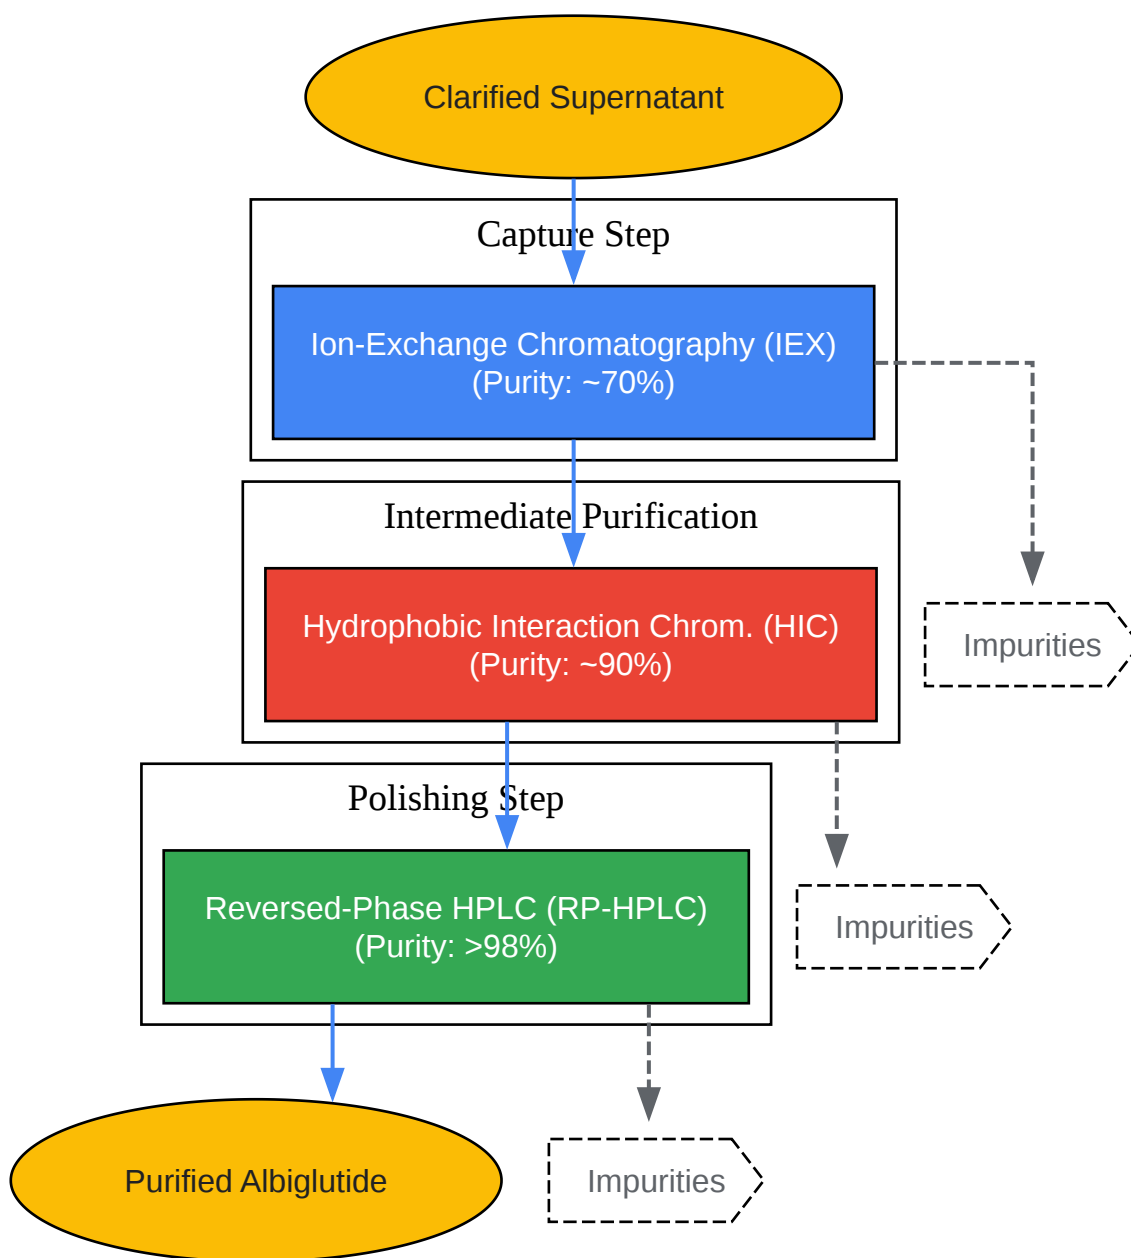 Clarified Supernatant
Capture Step
Ion-Exchange Chromatography (IEX)
(Purity: ~70%)
Intermediate Purification
Hydrophobic Interaction Chrom. (HIC)
(Purity: ~90%)
Impurities
Polishing Step
Reversed-Phase HPLC (RP-HPLC)
(Purity: >98%)
Impurities
Purified Albiglutide
Impurities